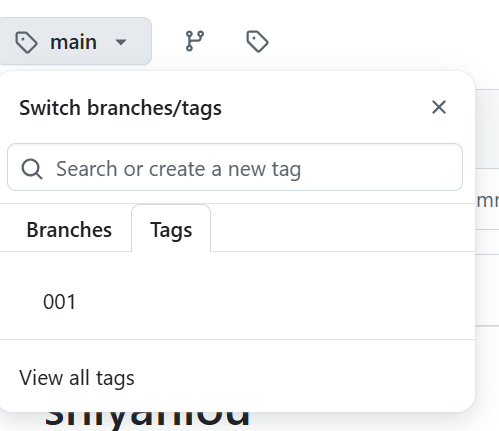 main
Switch branches/tags
Search or create a new tag
Branches
Tags
001
View all tags